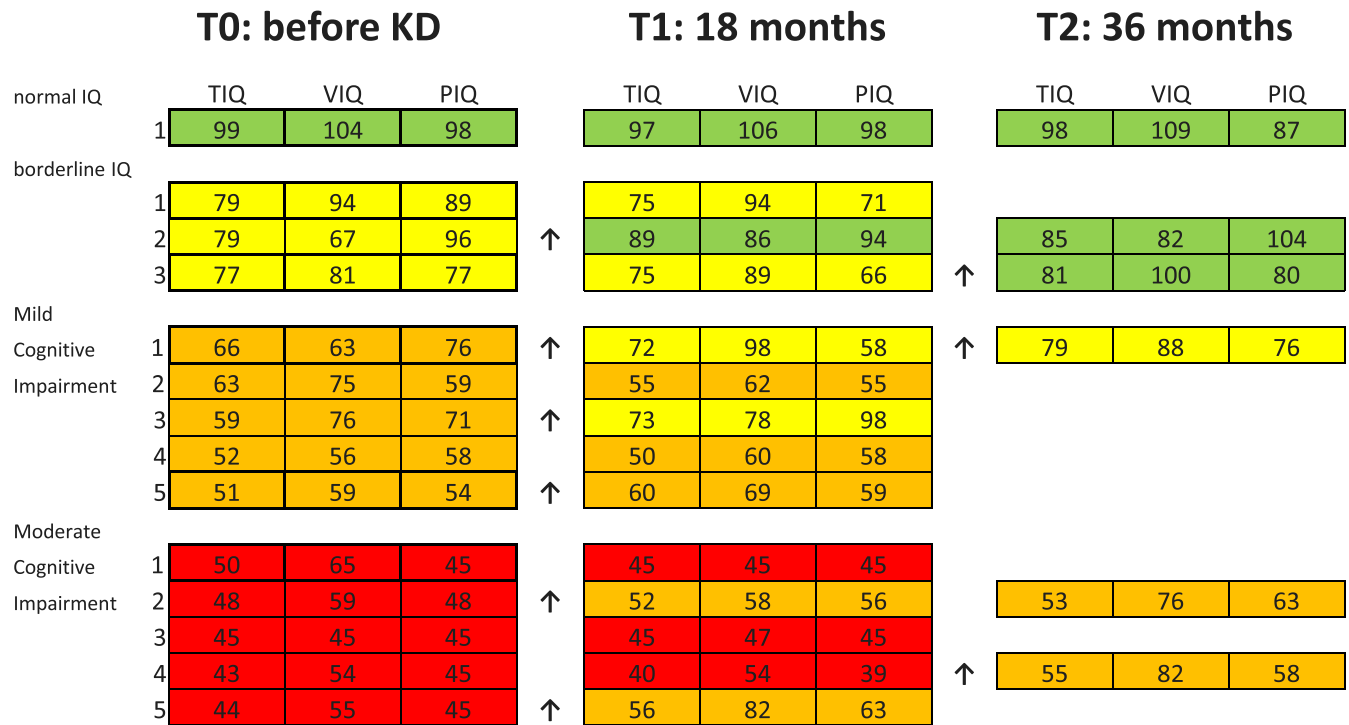 T0: before KD T1: 18 months T2: 36 months
normal IQ TIQ VIQ PIQ TIQ VIQ PIQ TIQ VIQ PIQ
1 99 104 98 97 106 98 98 109 87
borderline IQ
1 79 94 89 75 94 71
2 79 67 96 ↑ 89 86 94 85 82 104
3 77 81 77 75 89 66 ↑ 81 100 80
Mild
Cognitive 1 66 63 76 ↑ 72 98 58 ↑ 79 88 76
Impairment 2 63 75 59 55 62 55
3 59 76 71 ↑ 73 78 98
4 52 56 58 50 60 58
5 51 59 54 ↑ 60 69 59
Moderate
Cognitive 1 50 65 45 45 45 45
Impairment 2 48 59 48 ↑ 52 58 56 53 76 63
3 45 45 45 45 47 45
4 43 54 45 40 54 39 ↑ 55 82 58
5 44 55 45 ↑ 56 82 63